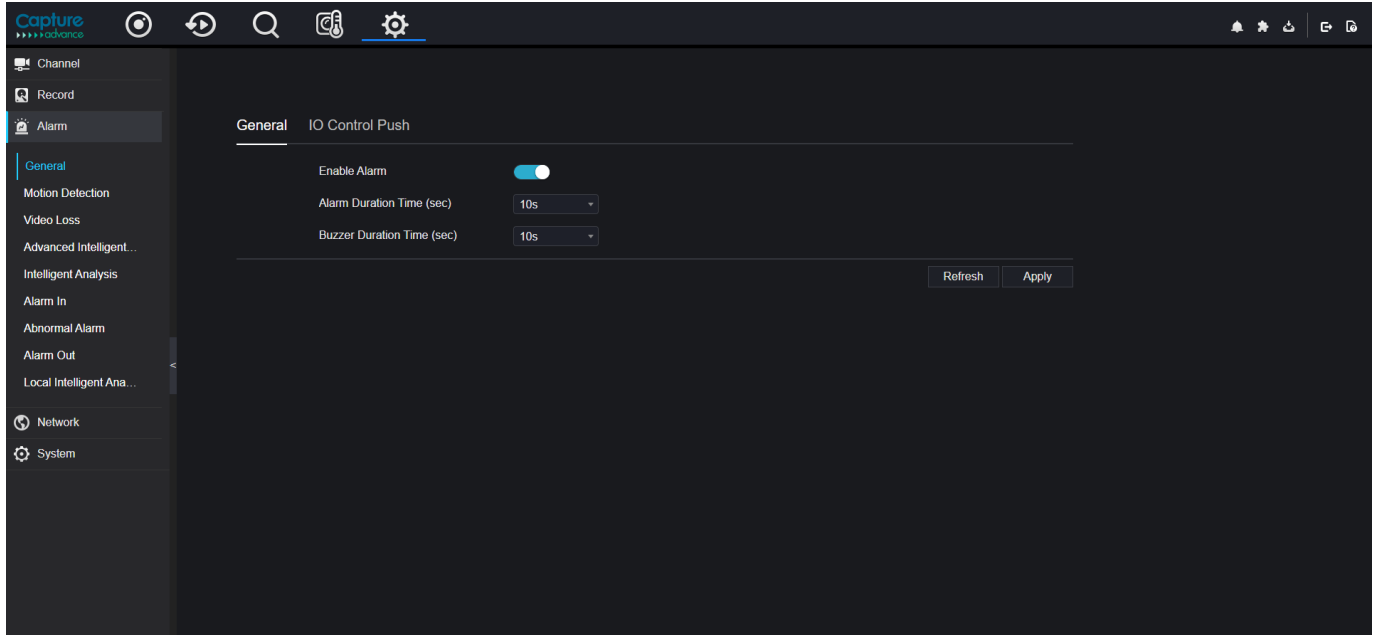 Capture
advance
Channel
Record
Alarm
General
Motion Detection
Video Loss
Advanced Intelligent...
Intelligent Analysis
Alarm In
Abnormal Alarm
Alarm Out
Local Intelligent Ana...
Network
System
<
General IO Control Push
Enable Alarm
Alarm Duration Time (sec) 10s
Buzzer Duration Time (sec) 10s
Refresh Apply